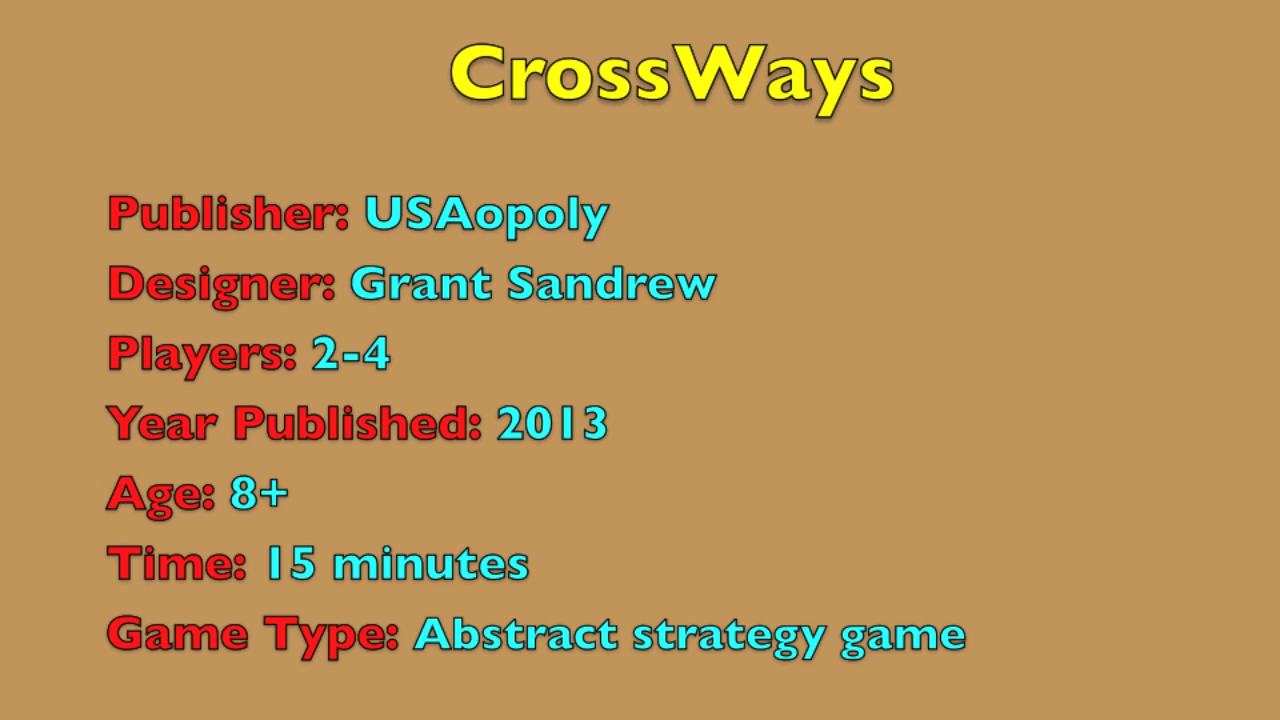 CrossWays
Publisher: USAopoly
Designer: Grant Sandrew
Players: 2-4
Year Published: 2013
Age: 8+
Time: 15 minutes
Game Type: Abstract strategy game